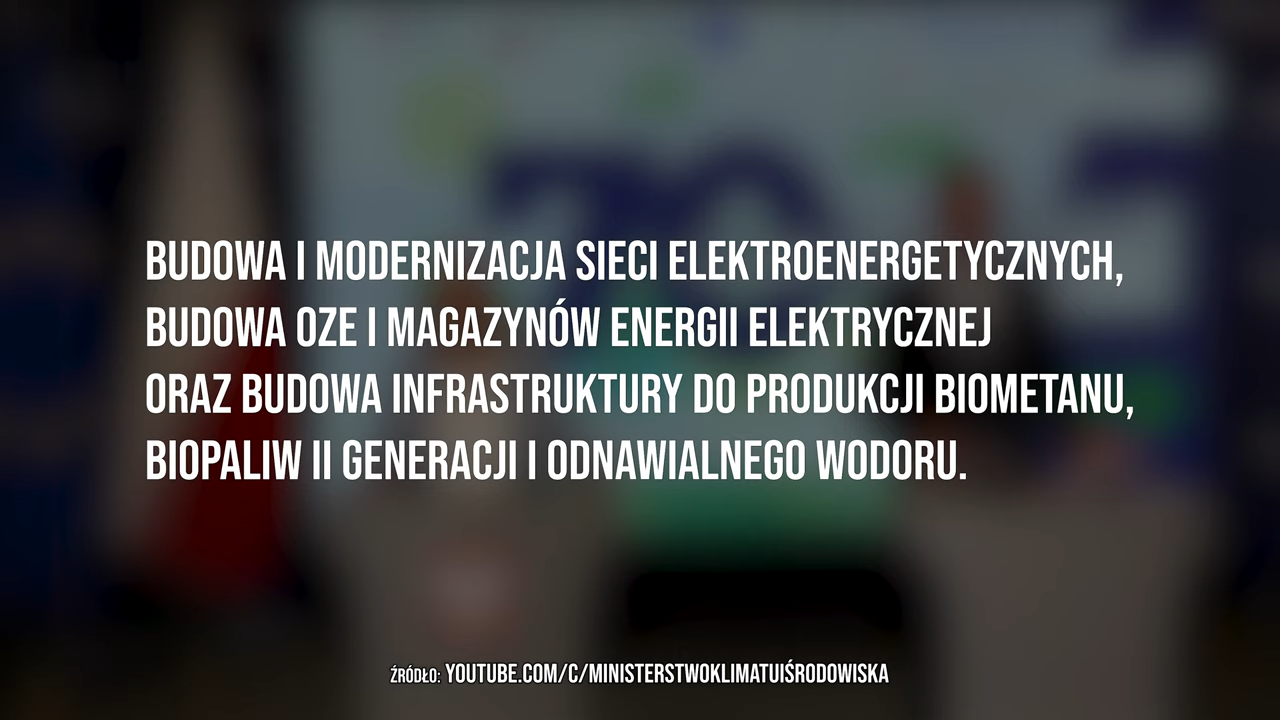 BUDOWA I MODERNIZACJA SIECI ELEKTROENERGETYCZNYCH,
BUDOWA OZE I MAGAZYNÓW ENERGII ELEKTRYCZNEJ
ORAZ BUDOWA INFRASTRUKTURY DO PRODUKCJI BIOMETANU,
BIOPALIW II GENERACJI I ODNAWIALNEGO WODORU.
ŹRÓDŁO: YOUTUBE.COM/C/MINISTERSTWOKLIMATUIŚRODOWISKA